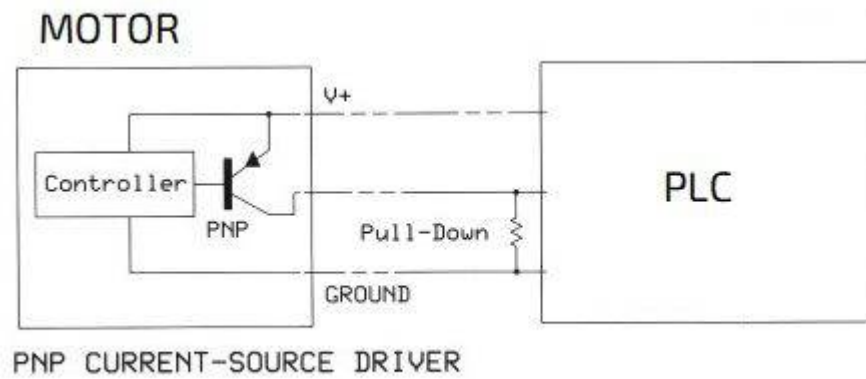 MOTOR
V+
Controller
PLC
PNP
Pull-Down
GROUND
PNP CURRENT-SOURCE DRIVER